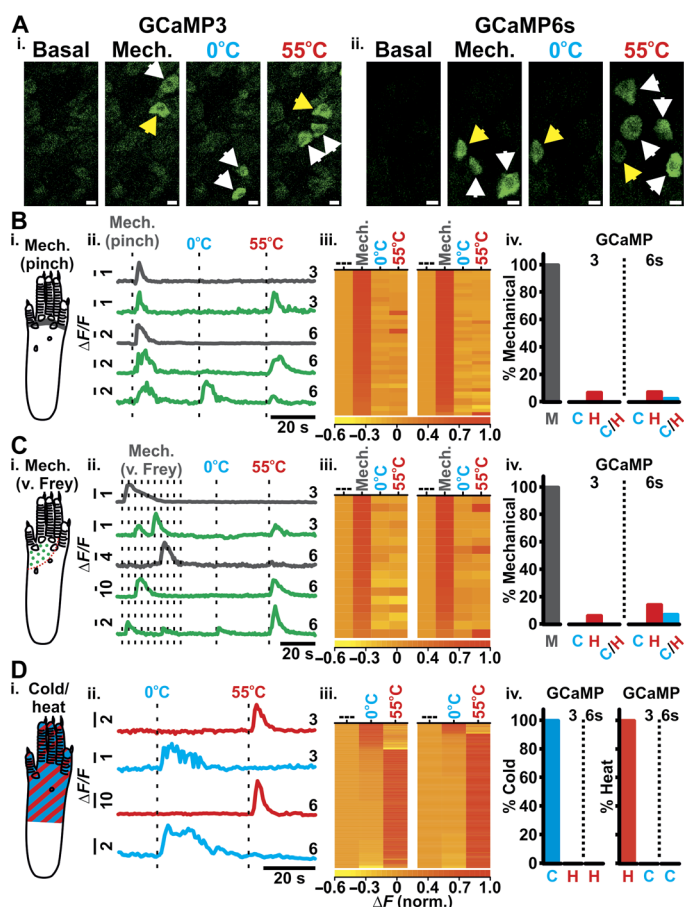 A GCaMP3 GCaMP6s
i. Basal Mech. 0°C 55°C ii. Basal Mech. 0°C 55°C
B
i. Mech. (pinch)
ii. Mech. (pinch) 0°C 55°C
ΔF/F
1 3
1 3
2 6
2 6
2 6
20 s
iii. --- Mech. 0°C 55°C --- Mech. 0°C 55°C
−0.6 −0.3 0 0.7 1.0
iv. GCaMP
3 6s
% Mechanical
100
80
60
40
20
0
M C H C/H C H C/H
C
i. Mech. (v. Frey)
ii. Mech. (v. Frey) 0°C 55°C
ΔF/F
1 3
1 3
4 6
10 6
2 6
20 s
iii. --- Mech. 0°C 55°C --- Mech. 0°C 55°C
−0.6 −0.3 0 0.7 1.0
iv. GCaMP
3 6s
% Mechanical
100
80
60
40
20
0
M C H C/H C H C/H
D
i. Cold/ heat
ii. 0°C 55°C
ΔF/F
2 3
1 3
10 6
2 6
20 s
iii. --- 0°C 55°C --- 0°C 55°C
−0.6 −0.3 0 0.7 1.0
ΔF (norm.)
iv. GCaMP GCaMP
3 6s 3 6s
% Cold
100
80
60
40
20
0
C H H
% Heat
H C C